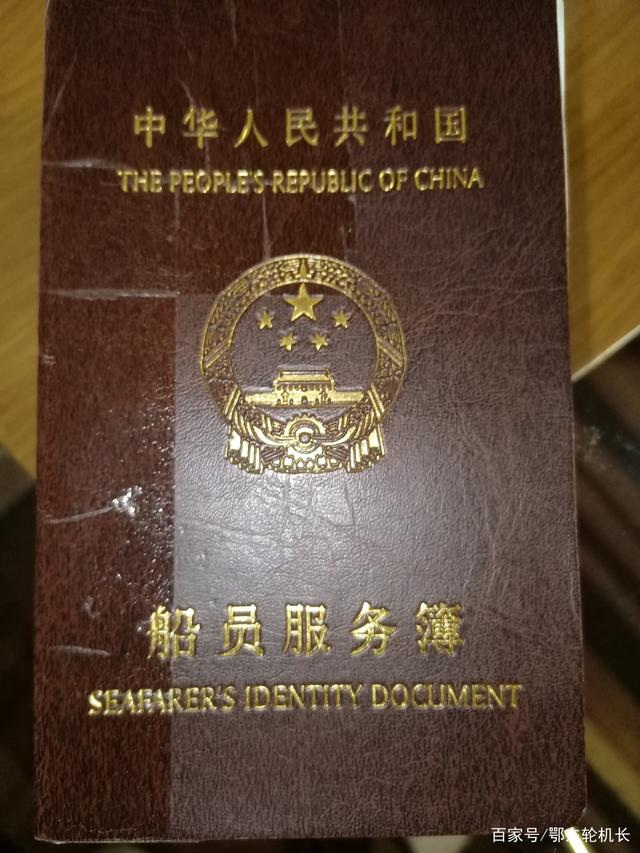 中华人民共和国
THE PEOPLE'S REPUBLIC OF CHINA
船员服务簿
SEAFARER'S IDENTITY DOCUMENT
百家号/鄂大轮机长